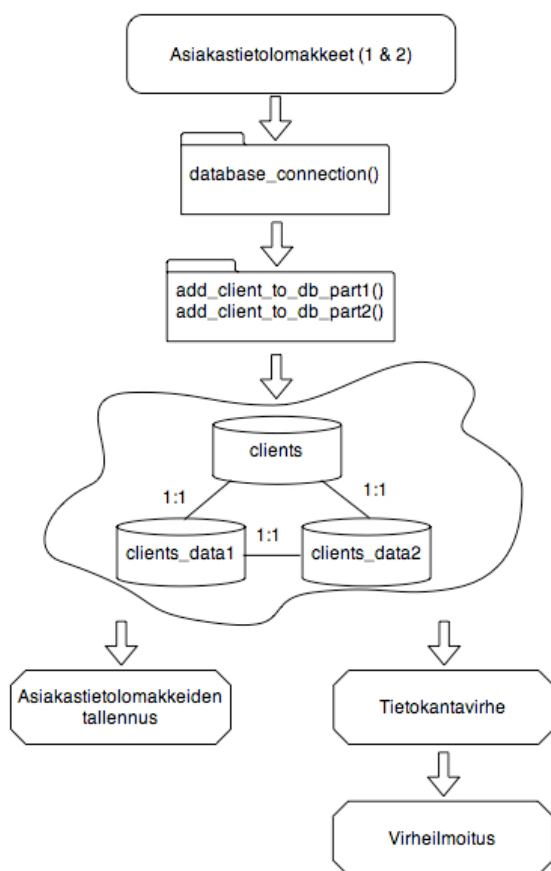 Asiakastietolomakkeet (1 & 2)
database_connection()
add_client_to_db_part1()
add_client_to_db_part2()
clients
1:1
1:1
1:1
clients_data1
clients_data2
Asiakastietolomakkeiden
tallennus
Tietokantavirhe
Virheilmoitus